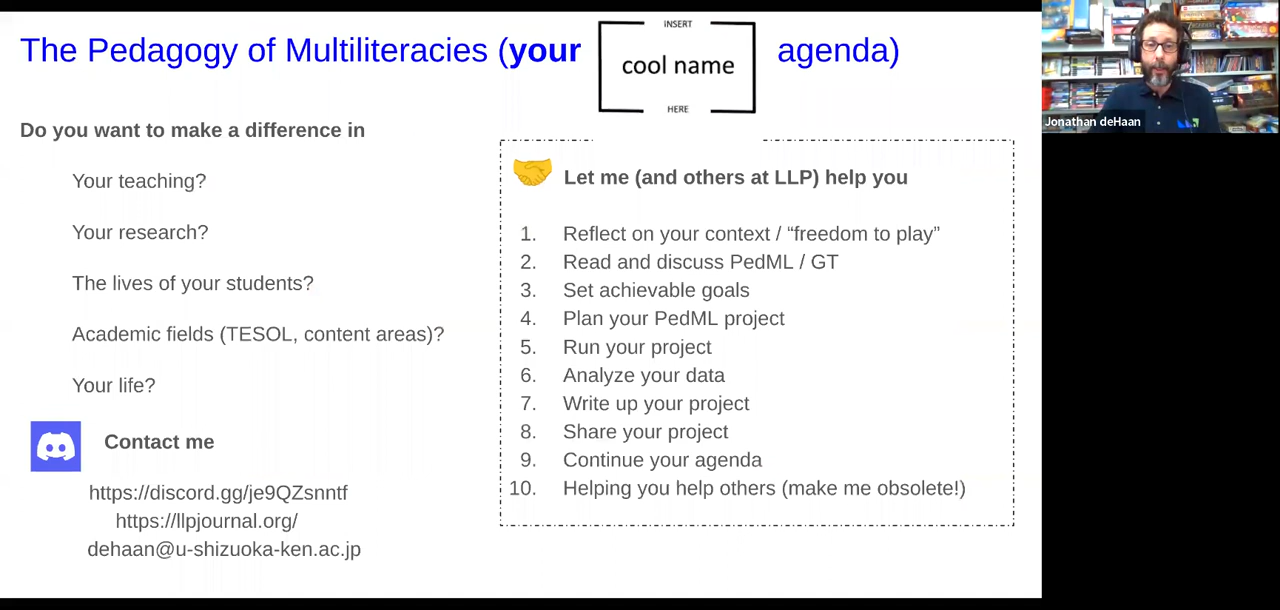 The Pedagogy of Multiliteracies (your INSERT cool name HERE agenda)
Do you want to make a difference in
Your teaching?
Your research?
The lives of your students?
Academic fields (TESOL, content areas)?
Your life?
Contact me
https://discord.gg/je9QZsnntf
https://llpjournal.org/
dehaan@u-shizuoka-ken.ac.jp
Let me (and others at LLP) help you
1. Reflect on your context / “freedom to play”
2. Read and discuss PedML / GT
3. Set achievable goals
4. Plan your PedML project
5. Run your project
6. Analyze your data
7. Write up your project
8. Share your project
9. Continue your agenda
10. Helping you help others (make me obsolete!)
Jonathan deHaan